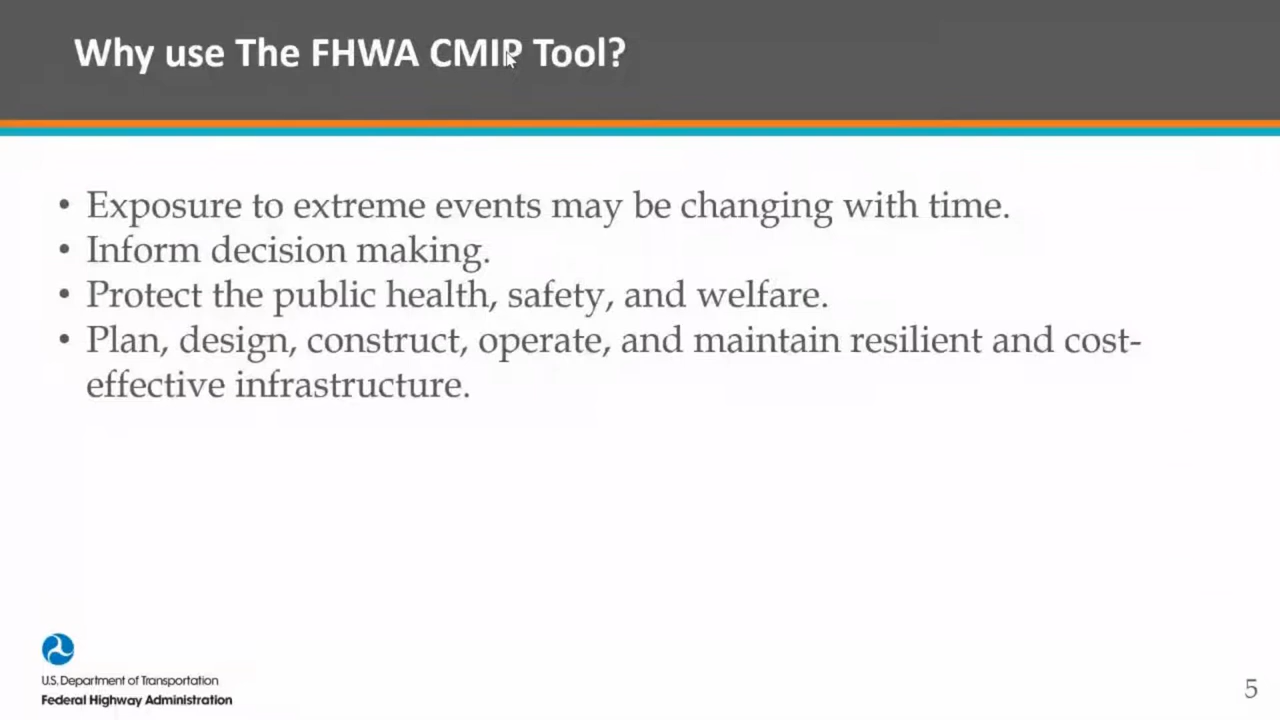 Why use The FHWA CMIP Tool?
• Exposure to extreme events may be changing with time.
• Inform decision making.
• Protect the public health, safety, and welfare.
• Plan, design, construct, operate, and maintain resilient and cost-
effective infrastructure.
U.S. Department of Transportation
Federal Highway Administration
5